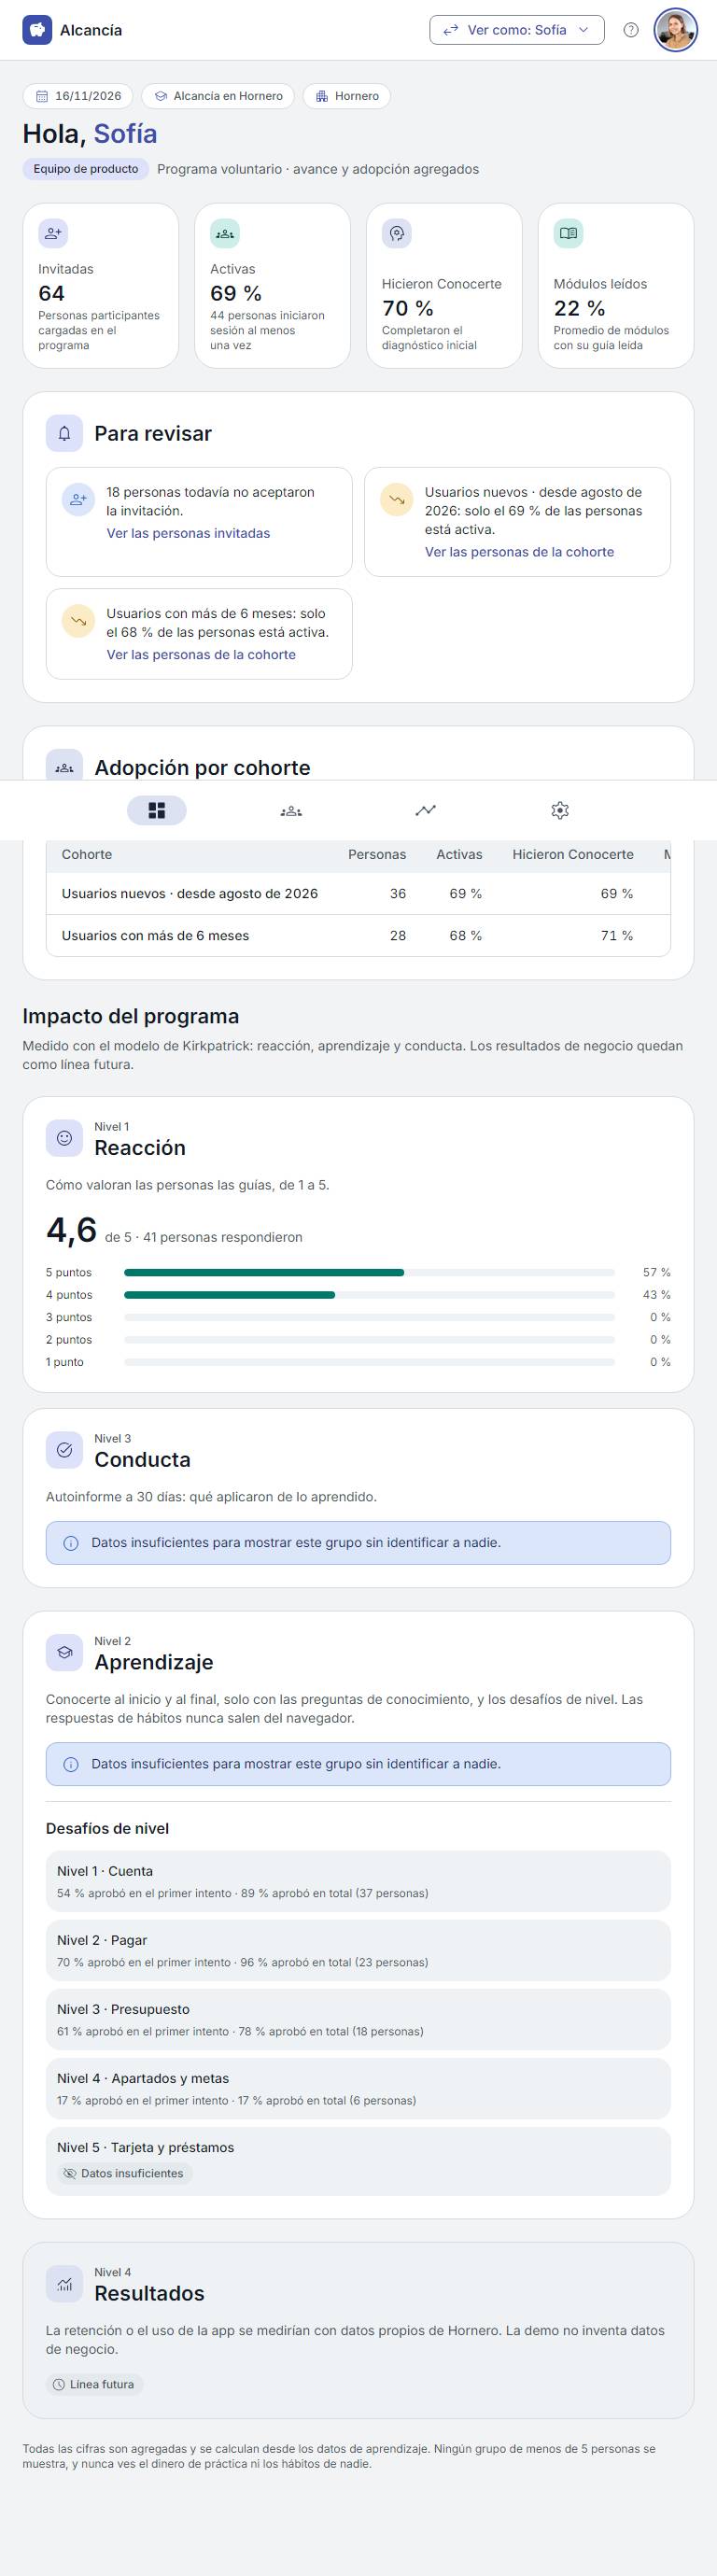 Alcancía
Ver como: Sofía
16/11/2026
Alcancía en Hornero
Hornero
Hola, Sofía
Equipo de producto
Programa voluntario · avance y adopción agregados
Invitadas
64
Personas participantes
cargadas en el
programa
Activas
69 %
44 personas iniciaron
sesión al menos
una vez
Hicieron Conocerte
70 %
Completaron el
diagnóstico inicial
Módulos leídos
22 %
Promedio de módulos
con su guía leída
Para revisar
18 personas todavía no aceptaron
la invitación.
Ver las personas invitadas
Usuarios nuevos · desde agosto de
2026: solo el 69 % de las personas
está activa.
Ver las personas de la cohorte
Usuarios con más de 6 meses: solo
el 68 % de las personas está activa.
Ver las personas de la cohorte
Adopción por cohorte
Cohorte Personas Activas Hicieron Conocerte
Usuarios nuevos · desde agosto de 2026 36 69 % 69 %
Usuarios con más de 6 meses 28 68 % 71 %
Impacto del programa
Medido con el modelo de Kirkpatrick: reacción, aprendizaje y conducta. Los resultados de negocio quedan
como línea futura.
Nivel 1
Reacción
Cómo valoran las personas las guías, de 1 a 5.
4,6 de 5 · 41 personas respondieron
5 puntos 57 %
4 puntos 43 %
3 puntos 0 %
2 puntos 0 %
1 punto 0 %
Nivel 3
Conducta
Autoinforme a 30 días: qué aplicaron de lo aprendido.
Datos insuficientes para mostrar este grupo sin identificar a nadie.
Nivel 2
Aprendizaje
Conocerte al inicio y al final, solo con las preguntas de conocimiento, y los desafíos de nivel. Las
respuestas de hábitos nunca salen del navegador.
Datos insuficientes para mostrar este grupo sin identificar a nadie.
Desafíos de nivel
Nivel 1 · Cuenta
54 % aprobó en el primer intento · 89 % aprobó en total (37 personas)
Nivel 2 · Pagar
70 % aprobó en el primer intento · 96 % aprobó en total (23 personas)
Nivel 3 · Presupuesto
61 % aprobó en el primer intento · 78 % aprobó en total (18 personas)
Nivel 4 · Apartados y metas
17 % aprobó en el primer intento · 17 % aprobó en total (6 personas)
Nivel 5 · Tarjeta y préstamos
Datos insuficientes
Nivel 4
Resultados
La retención o el uso de la app se medirían con datos propios de Hornero. La demo no inventa datos
de negocio.
Línea futura
Todas las cifras son agregadas y se calculan desde los datos de aprendizaje. Ningún grupo de menos de 5 personas se
muestra, y nunca ves el dinero de práctica ni los hábitos de nadie.